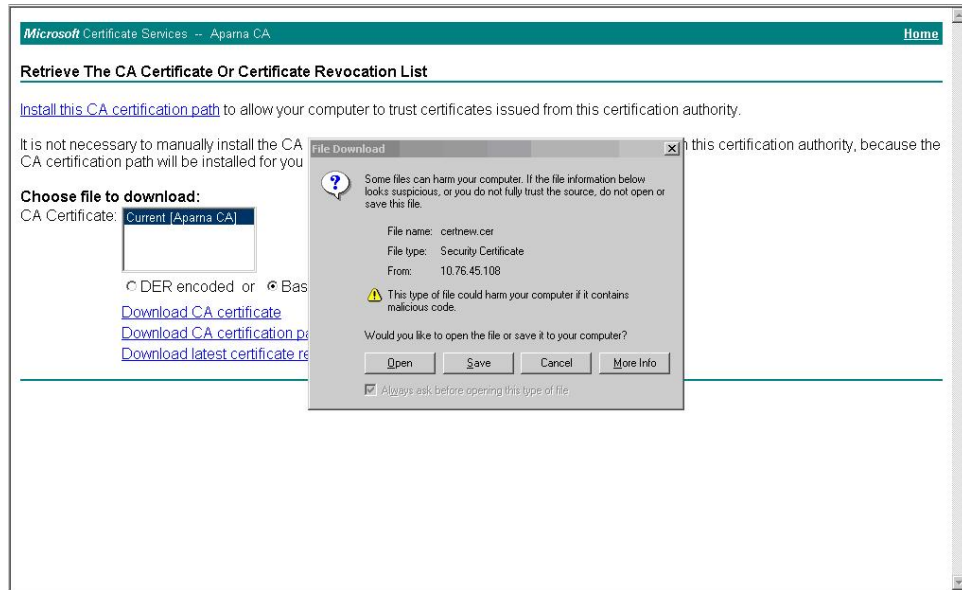 Microsoft Certificate Services -- Aparna CA Home
Retrieve The CA Certificate Or Certificate Revocation List
Install this CA certification path to allow your computer to trust certificates issued from this certification authority.
It is not necessary to manually install the CA
this certification authority, because the
CA certification path will be installed for you
Choose file to download:
CA Certificate: Current [Aparna CA]
DER encoded or Bas
Download CA certificate
Download CA certification pa
Download latest certificate re
File Download
Some files can harm your computer. If the file information below
looks suspicious, or you do not fully trust the source, do not open or
save this file.
File name: certnew.cer
File type: Security Certificate
From: 10.76.45.108
This type of file could harm your computer if it contains
malicious code.
Would you like to open the file or save it to your computer?
Open Save Cancel More Info
Always ask before opening this type of file